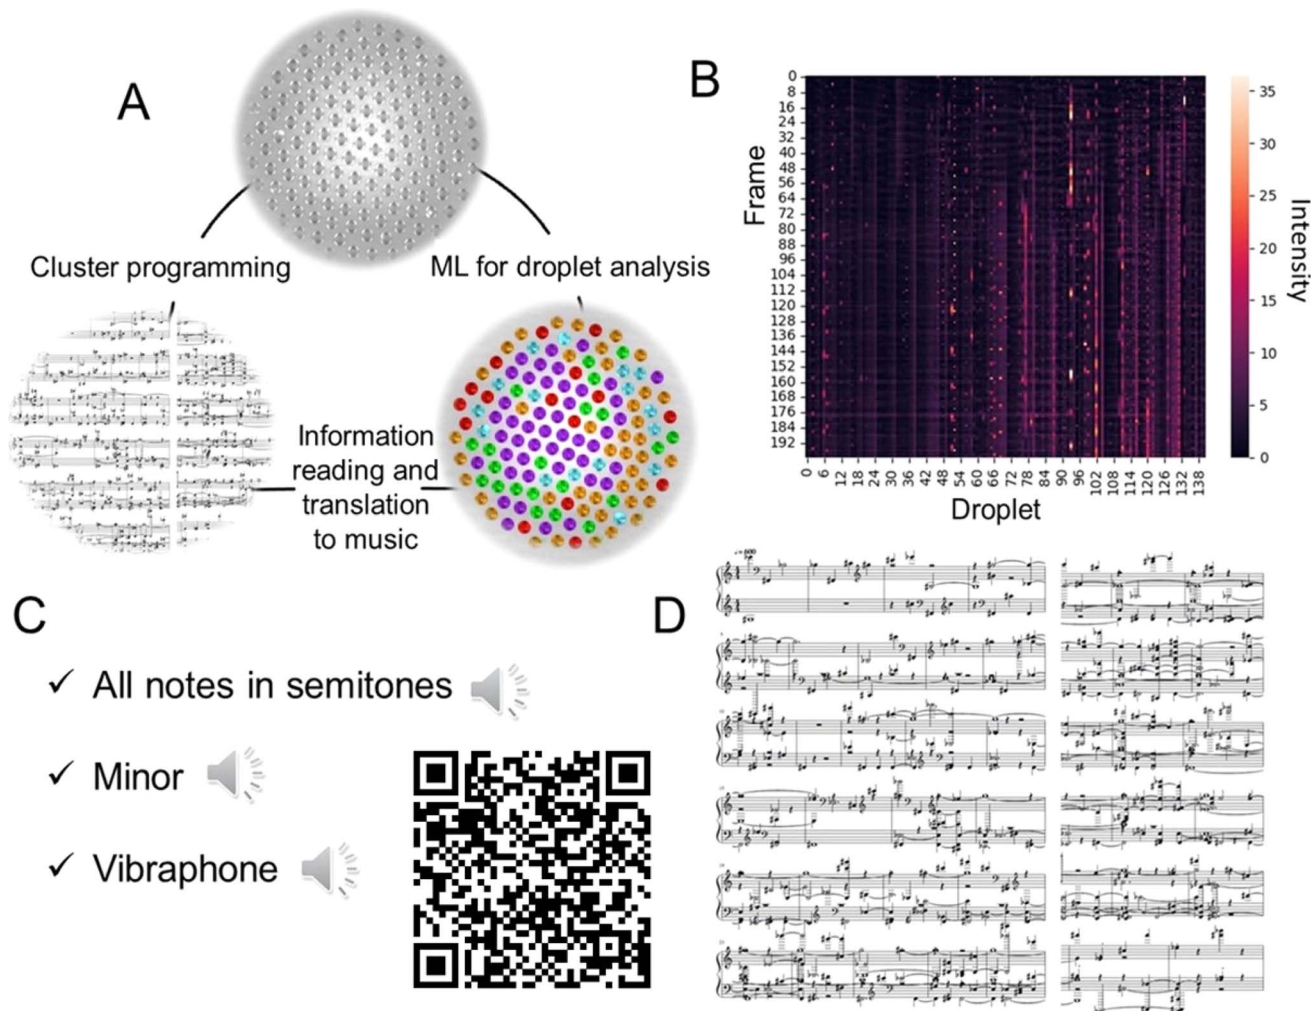 A
Cluster programming
ML for droplet analysis
Information
reading and
translation
to music
B
Frame
0
8
16
24
32
40
48
56
64
72
80
88
96
104
112
120
128
136
144
152
160
168
176
184
192
0 6 12 18 24 30 36 42 48 54 60 66 72 78 84 90 96 102 108 114 120 126 132 138
Droplet
35
30
25
20
15
10
5
0
Intensity
C
✓ All notes in semitones
✓ Minor
✓ Vibraphone
D